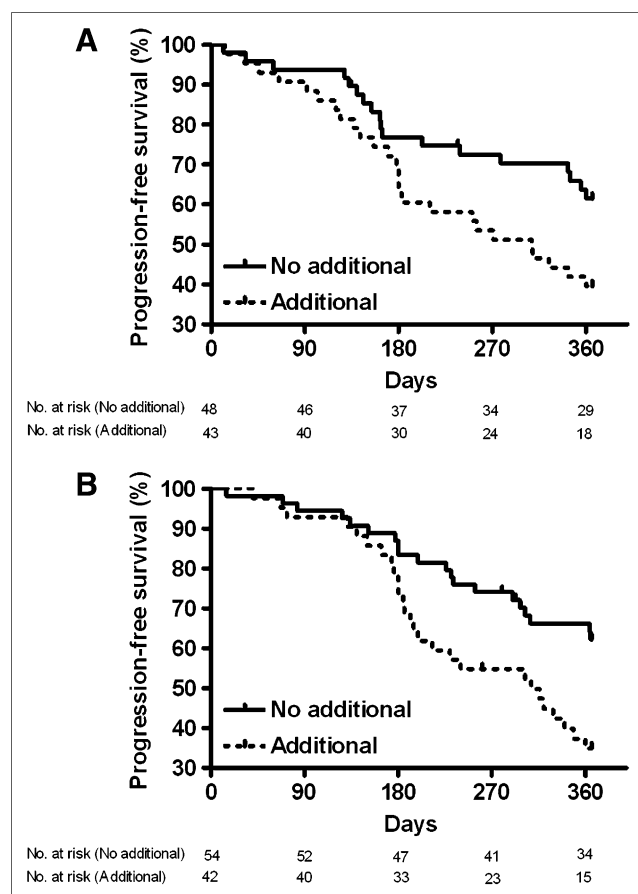 A
Progression-free survival (%)
100
90
80
70
60
50
40
30
No additional
Additional
0 90 180 270 360
Days
No. at risk (No additional) 48 46 37 34 29
No. at risk (Additional) 43 40 30 24 18
B
Progression-free survival (%)
100
90
80
70
60
50
40
30
No additional
Additional
0 90 180 270 360
Days
No. at risk (No additional) 54 52 47 41 34
No. at risk (Additional) 42 40 33 23 15